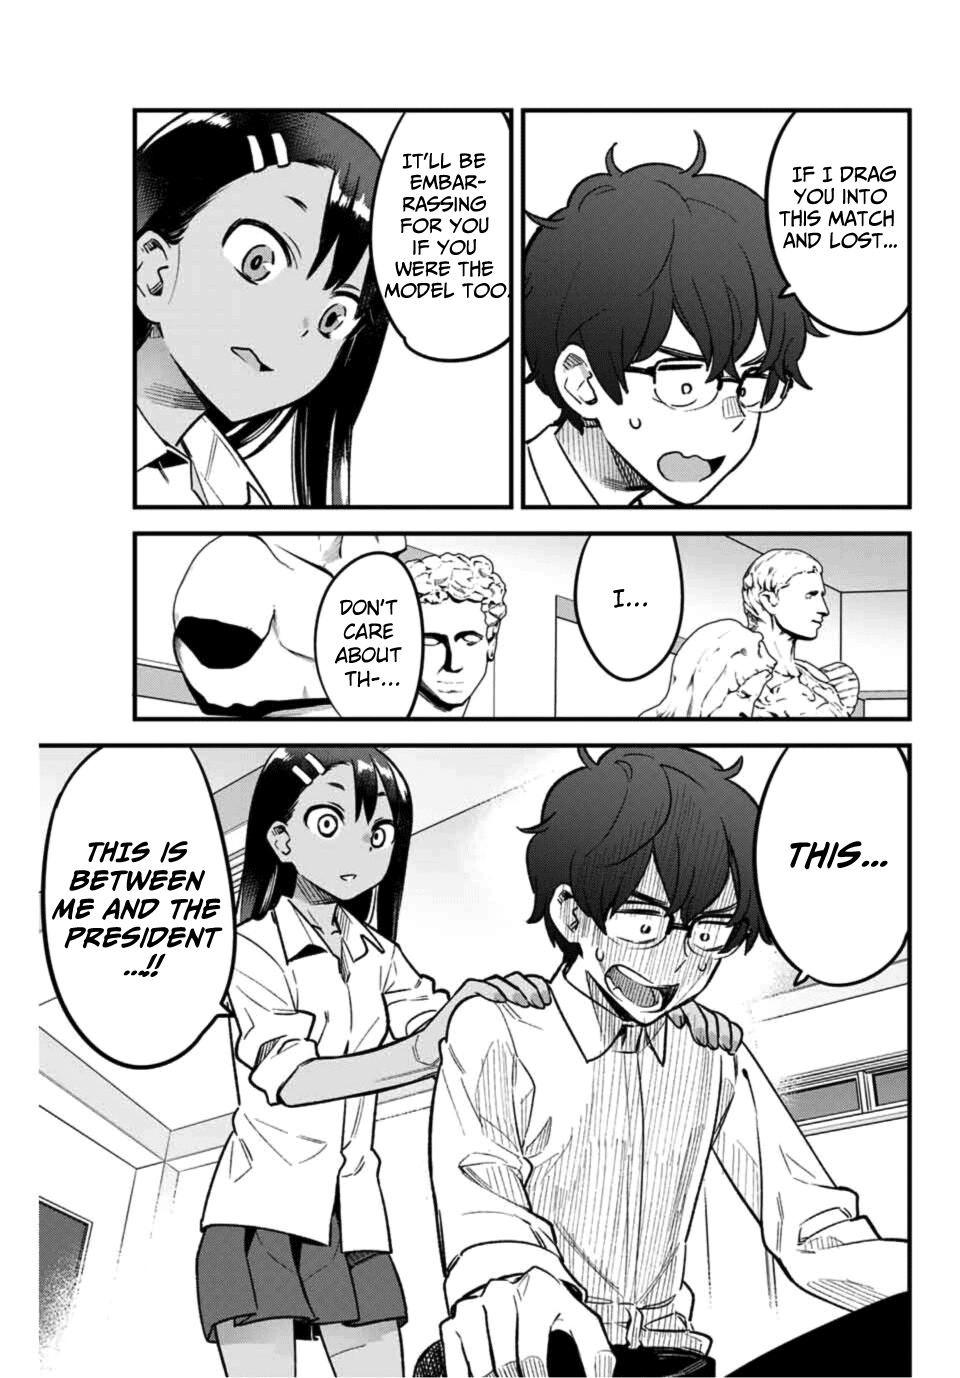 IF I DRAG
YOU INTO
THIS MATCH
AND LOST...
IT'LL BE
EMBAR-
RASSING
FOR YOU
IF YOU
WERE THE
MODEL TOO.
I...
DON'T
CARE
ABOUT
TH-...
THIS...
THIS IS
BETWEEN
ME AND THE
PRESIDENT
...!!